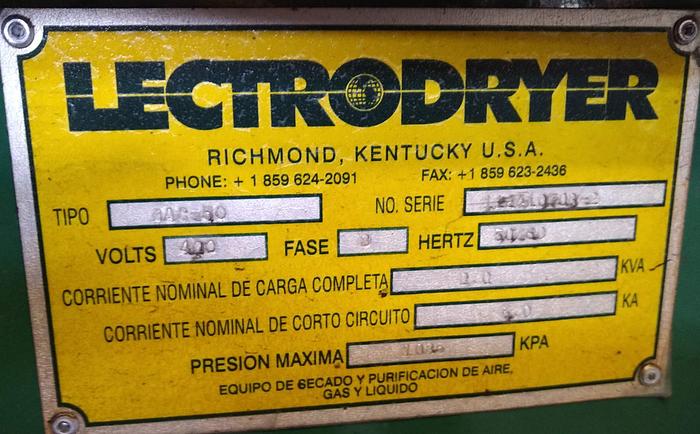 LECTRODRYER
RICHMOND, KENTUCKY U.S.A.
PHONE: + 1 859 624-2091 FAX: +1 859 623-2436
TIPO NO. SERIE
VOLTS 400 FASE 3 HERTZ
CORRIENTE NOMINAL DE CARGA COMPLETA KVA
CORRIENTE NOMINAL DE CORTO CIRCUITO KA
PRESION MAXIMA KPA
EQUIPO DE SECADO Y PURIFICACION DE AIRE,
GAS Y LIQUIDO